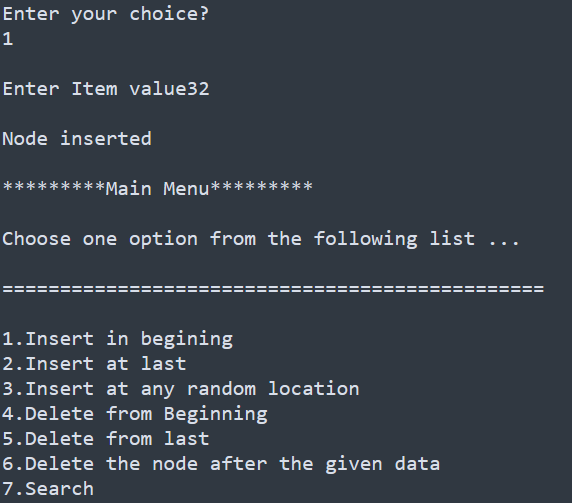 Enter your choice?
1
Enter Item value32
Node inserted
*********Main Menu*********
Choose one option from the following list ...
===============================================
1.Insert in begining
2.Insert at last
3.Insert at any random location
4.Delete from Beginning
5.Delete from last
6.Delete the node after the given data
7.Search